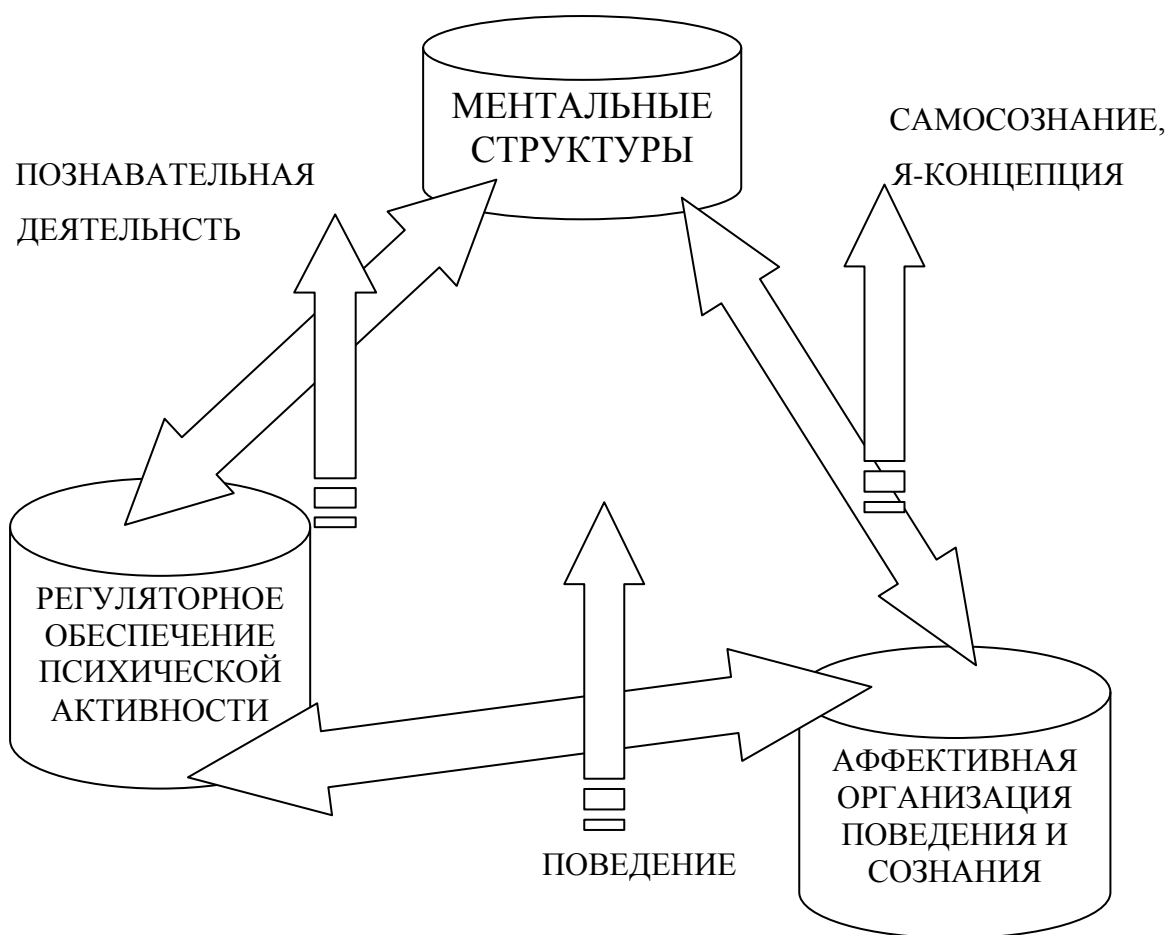 МЕНТАЛЬНЫЕ
СТРУКТУРЫ
САМОСОЗНАНИЕ,
Я-КОНЦЕПЦИЯ
ПОЗНАВАТЕЛЬНАЯ
ДЕЯТЕЛЬНСТЬ
РЕГУЛЯТОРНОЕ
ОБЕСПЕЧЕНИЕ
ПСИХИЧЕСКОЙ
АКТИВНОСТИ
АФФЕКТИВНАЯ
ОРГАНИЗАЦИЯ
ПОВЕДЕНИЯ И
СОЗНАНИЯ
ПОВЕДЕНИЕ